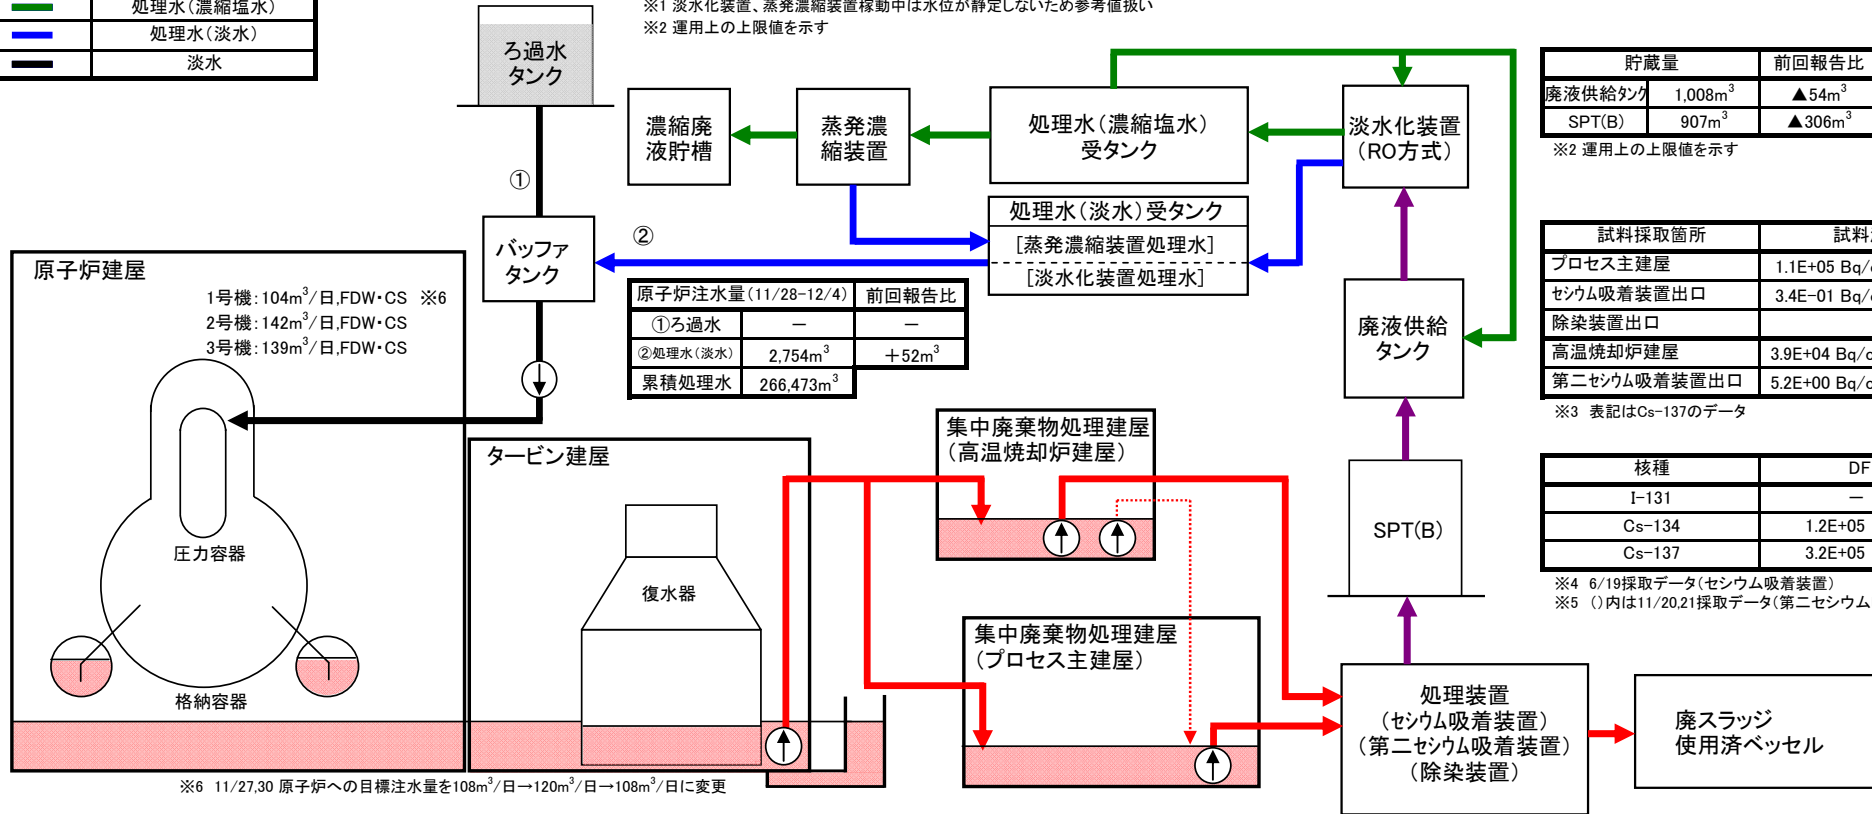 処理水(濃縮塩水)
処理水(淡水)
淡水
※1 淡水化装置、蒸発濃縮装置稼動中は水位が静定しないため参考値扱い
※2 運用上の上限値を示す
ろ過水
タンク
濃縮廃
液貯槽
蒸発濃
縮装置
処理水(濃縮塩水)
受タンク
淡水化装置
(RO方式)
貯蔵量 前回報告比
廃液供給タンク 1,008m³ ▲54m³
SPT(B) 907m³ ▲306m³
※2 運用上の上限値を示す
①
バッファ
タンク
②
処理水(淡水)受タンク
[蒸発濃縮装置処理水]
[淡水化装置処理水]
原子炉建屋
1号機:104m³/日,FDW・CS ※6
2号機:142m³/日,FDW・CS
3号機:139m³/日,FDW・CS
原子炉注水量(11/28-12/4) 前回報告比
①ろ過水 － －
②処理水(淡水) 2,754m³ ＋52m³
累積処理水 266,473m³
廃液供給
タンク
試料採取箇所 試料
プロセス主建屋 1.1E+05 Bq/
セシウム吸着装置出口 3.4E-01 Bq/
除染装置出口
高温焼却炉建屋 3.9E+04 Bq/
第二セシウム吸着装置出口 5.2E+00 Bq/
※3 表記はCs-137のデータ
タービン建屋
集中廃棄物処理建屋
(高温焼却炉建屋)
核種 DF
I-131 －
Cs-134 1.2E+05
Cs-137 3.2E+05
※4 6/19採取データ(セシウム吸着装置)
※5 ()内は11/20,21採取データ(第二セシウム
圧力容器
復水器
SPT(B)
集中廃棄物処理建屋
(プロセス主建屋)
格納容器
処理装置
(セシウム吸着装置)
(第二セシウム吸着装置)
(除染装置)
廃スラッジ
使用済ベッセル
※6 11/27,30 原子炉への目標注水量を108m³/日→120m³/日→108m³/日に変更